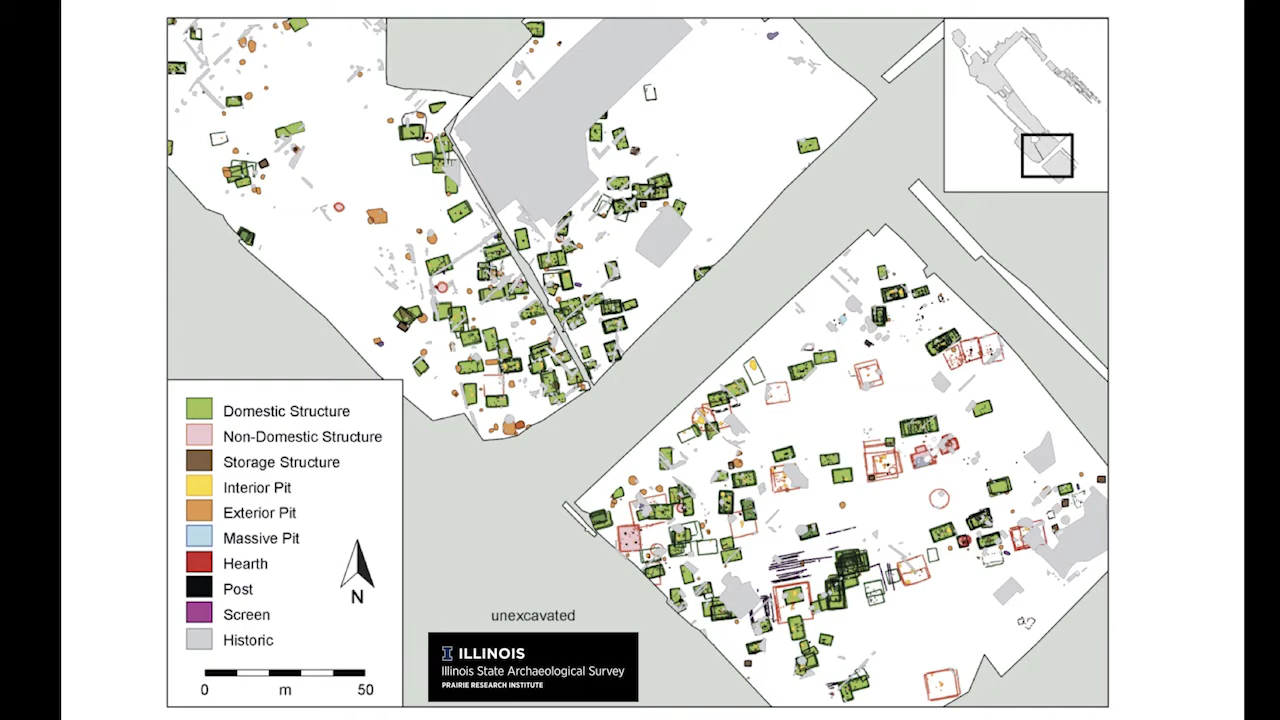 Domestic Structure
Non-Domestic Structure
Storage Structure
Interior Pit
Exterior Pit
Massive Pit
Hearth
Post
Screen
Historic
N
0 m 50
unexcavated
I ILLINOIS
Illinois State Archaeological Survey
PRAIRIE RESEARCH INSTITUTE